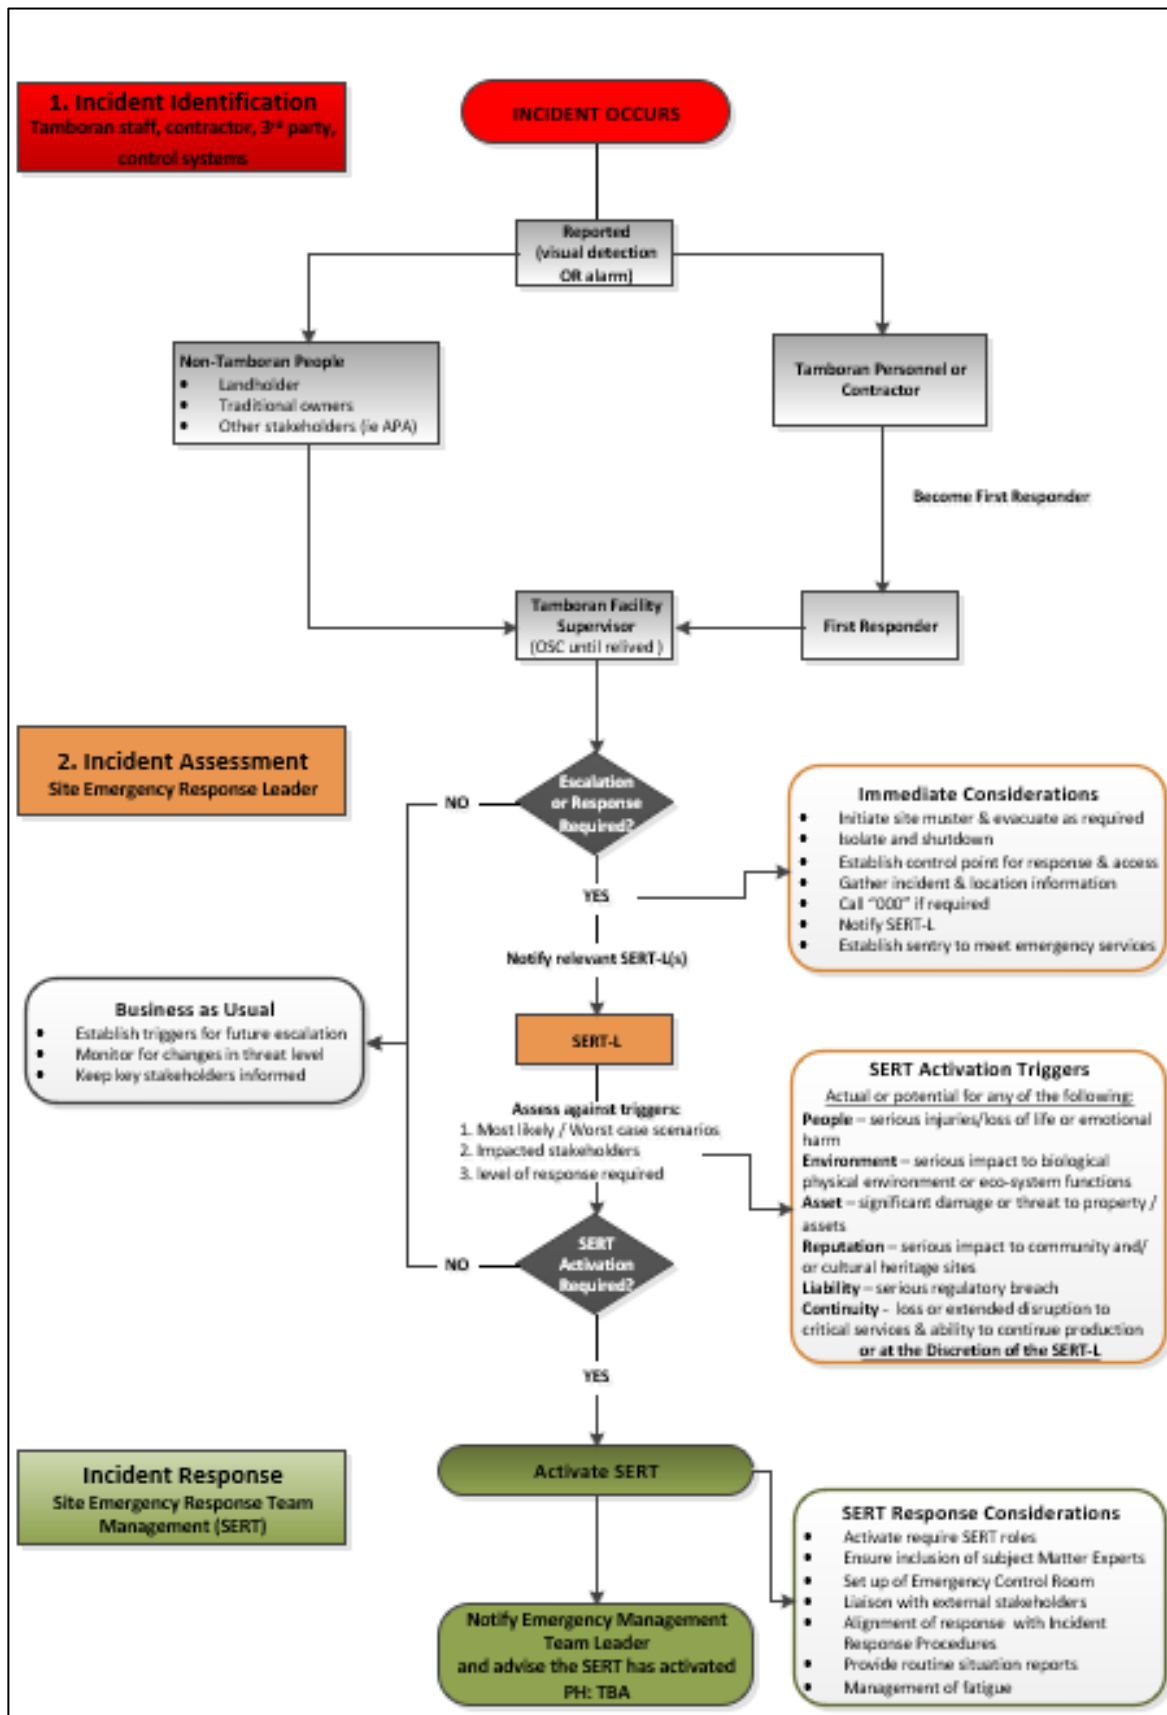 1. Incident Identification
Tamboran staff, contractor, 3rd party,
control systems
INCIDENT OCCURS
Reported
(visual detection
OR alarm)
Non-Tamboran People
• Landholder
• Traditional owners
• Other stakeholders (ie APA)
Tamboran Personnel or
Contractor
Become First Responder
Tamboran Facility
Supervisor
(OSC until relived )
First Responder
2. Incident Assessment
Site Emergency Response Leader
Escalation
or Response
Required?
NO
YES
Immediate Considerations
• Initiate site muster & evacuate as required
• Isolate and shutdown
• Establish control point for response & access
• Gather incident & location information
• Call "000" if required
• Notify SERT-L
• Establish sentry to meet emergency services
Notify relevant SERT-L(s)
Business as Usual
• Establish triggers for future escalation
• Monitor for changes in threat level
• Keep key stakeholders informed
SERT-L
Assess against triggers:
1. Most likely / Worst case scenarios
2. Impacted stakeholders
3. level of response required
SERT Activation Triggers
Actual or potential for any of the following:
People – serious injuries/loss of life or emotional
harm
Environment – serious impact to biological
physical environment or eco-system functions
Asset – significant damage or threat to property /
assets
Reputation – serious impact to community and/
or cultural heritage sites
Liability – serious regulatory breach
Continuity - loss or extended disruption to
critical services & ability to continue production
or at the Discretion of the SERT-L
SERT
Activation
Required?
NO
YES
Incident Response
Site Emergency Response Team
Management (SERT)
Activate SERT
SERT Response Considerations
• Activate require SERT roles
• Ensure inclusion of subject Matter Experts
• Set up of Emergency Control Room
• Liaison with external stakeholders
• Alignment of response with Incident
Response Procedures
• Provide routine situation reports
• Management of fatigue
Notify Emergency Management
Team Leader
and advise the SERT has activated
PH: TBA